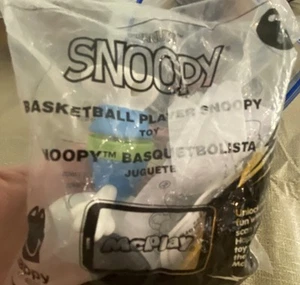 SNOOPY
BASKETBALL PLAYER SNOOPY
TOY
NOOPY™ BASQUETBOLISTA
JUGUETE
McPlay